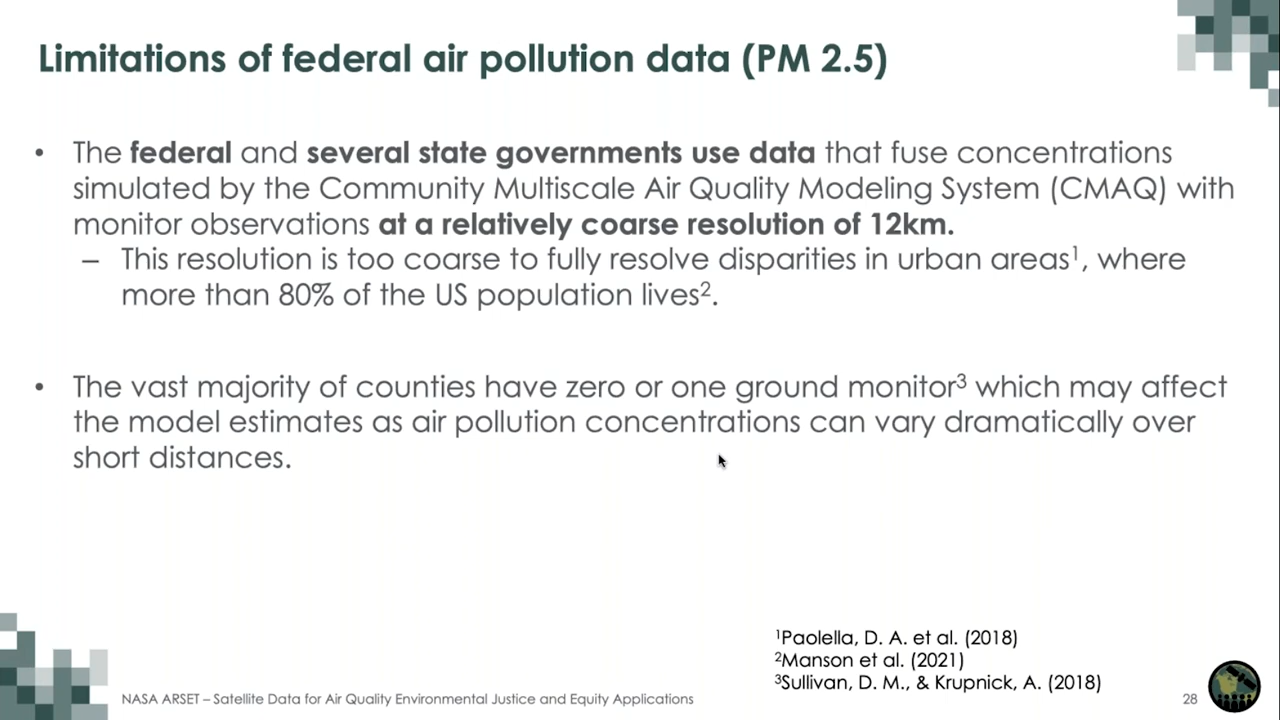 Limitations of federal air pollution data (PM 2.5)
• The federal and several state governments use data that fuse concentrations
simulated by the Community Multiscale Air Quality Modeling System (CMAQ) with
monitor observations at a relatively coarse resolution of 12km.
– This resolution is too coarse to fully resolve disparities in urban areas¹, where
more than 80% of the US population lives².
• The vast majority of counties have zero or one ground monitor³ which may affect
the model estimates as air pollution concentrations can vary dramatically over
short distances.
¹Paolella, D. A. et al. (2018)
²Manson et al. (2021)
³Sullivan, D. M., & Krupnick, A. (2018)
NASA ARSET – Satellite Data for Air Quality Environmental Justice and Equity Applications
28